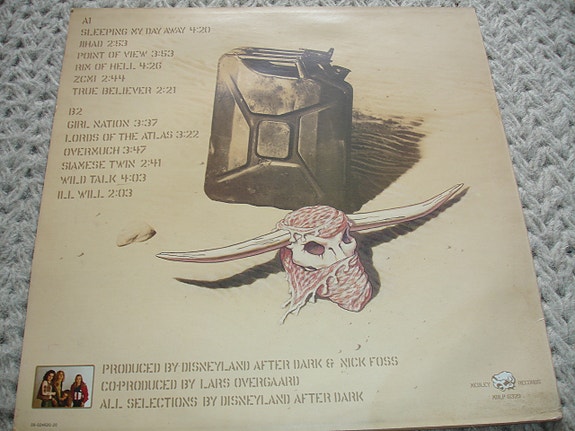 A1
SLEEPING MY DAY AWAY 4:20
JIHAD 2:53
POINT OF VIEW 3:53
RIM OF HELL 4:26
ZCMI 2:44
TRUE BELIEVER 2:21
B2
GIRL NATION 3:37
LORDS OF THE ATLAS 3:22
OVERMUCH 3:47
SIAMESE TWIN 2:41
WILD TALK 4:03
ILL WILL 2:03
PRODUCED BY DISNEYLAND AFTER DARK & NICK FOSS
CO-PRODUCED BY LARS OVERGAARD
ALL SELECTIONS BY DISNEYLAND AFTER DARK
MEDLEY RECORDS